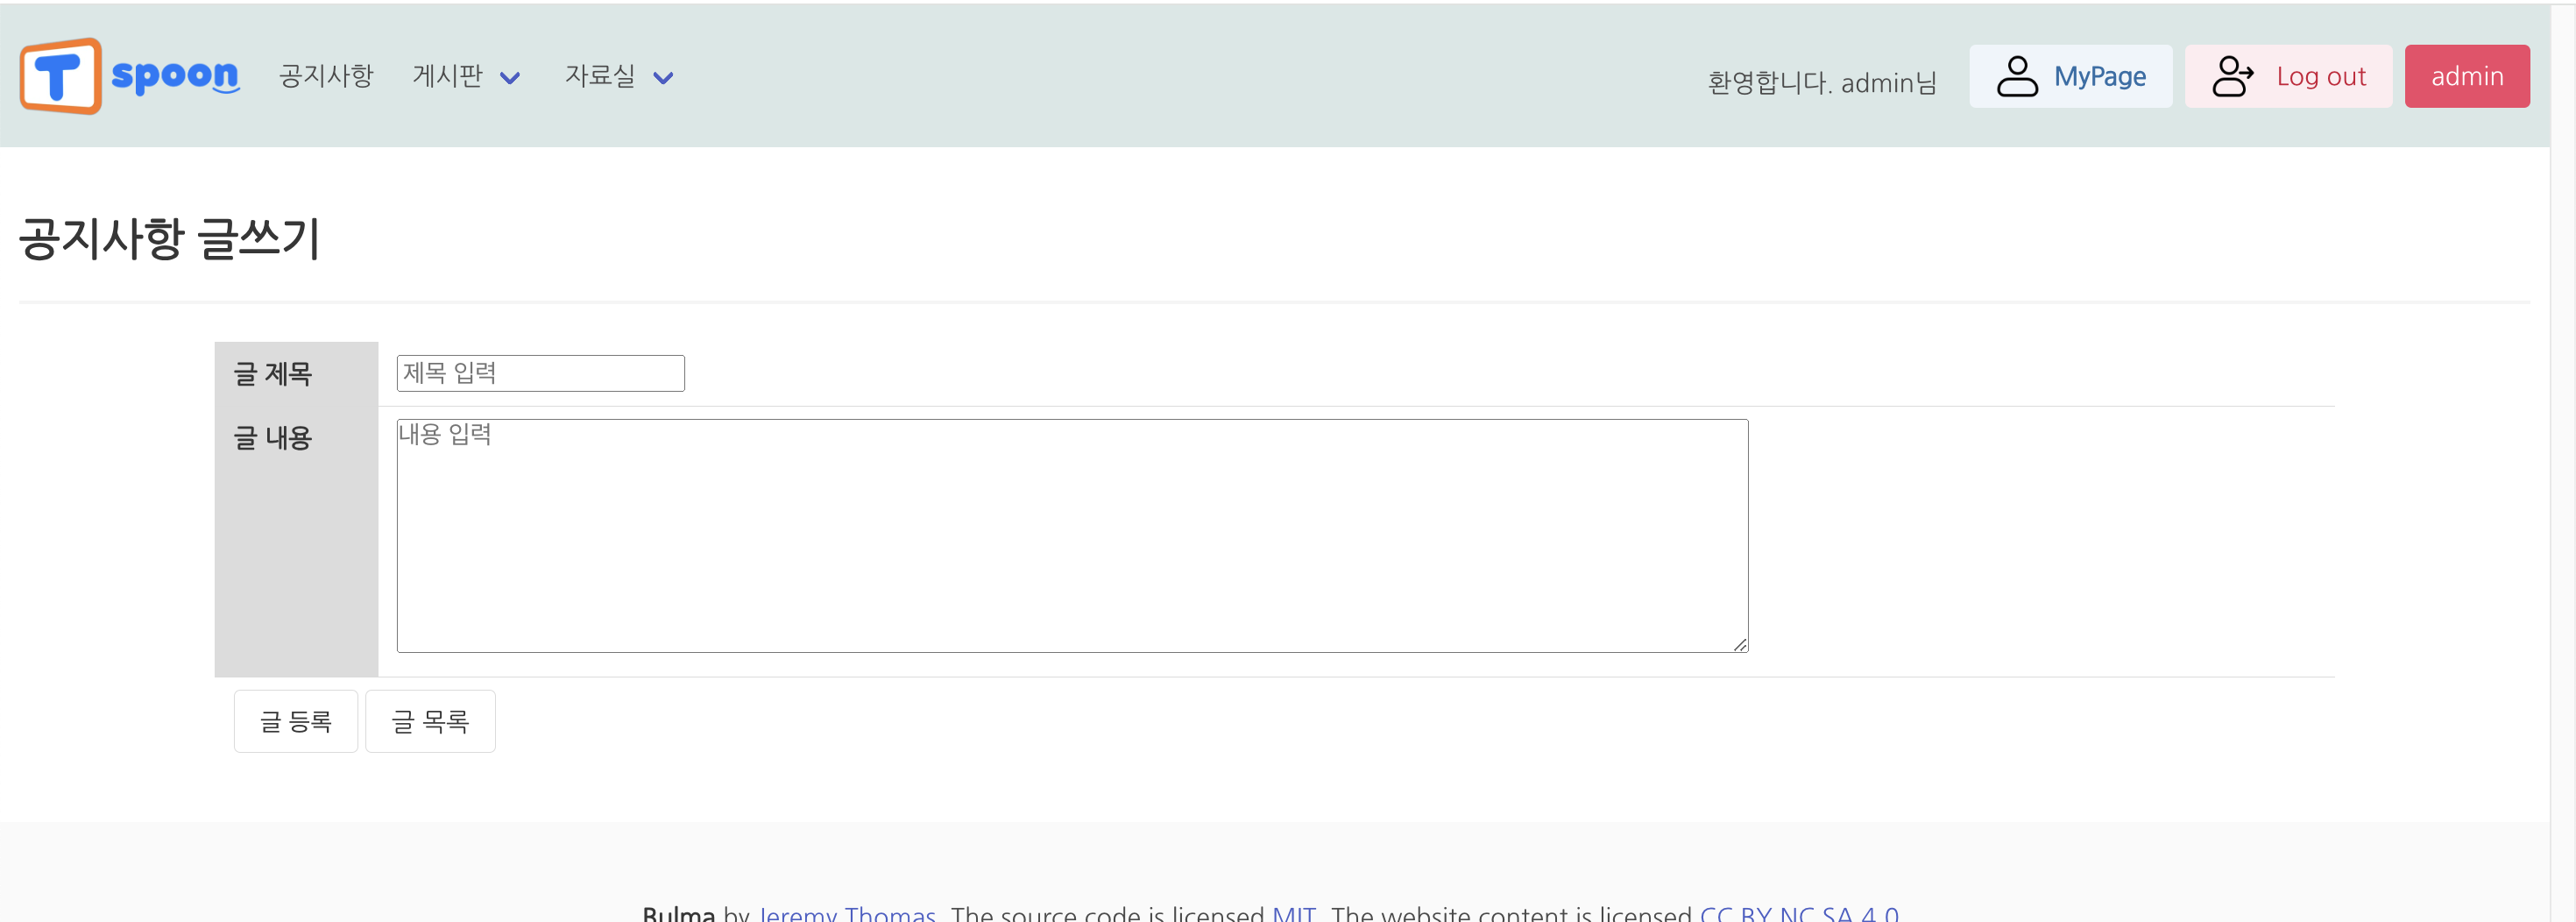 T spoon 공지사항 게시판 자료실 환영합니다. admin님 MyPage Log out admin
공지사항 글쓰기
글 제목 제목 입력
글 내용 내용 입력
글 등록 글 목록
Bulma by Jeremy Thomas. The source code is licensed MIT. The website content is licensed CC BY NC SA 4.0